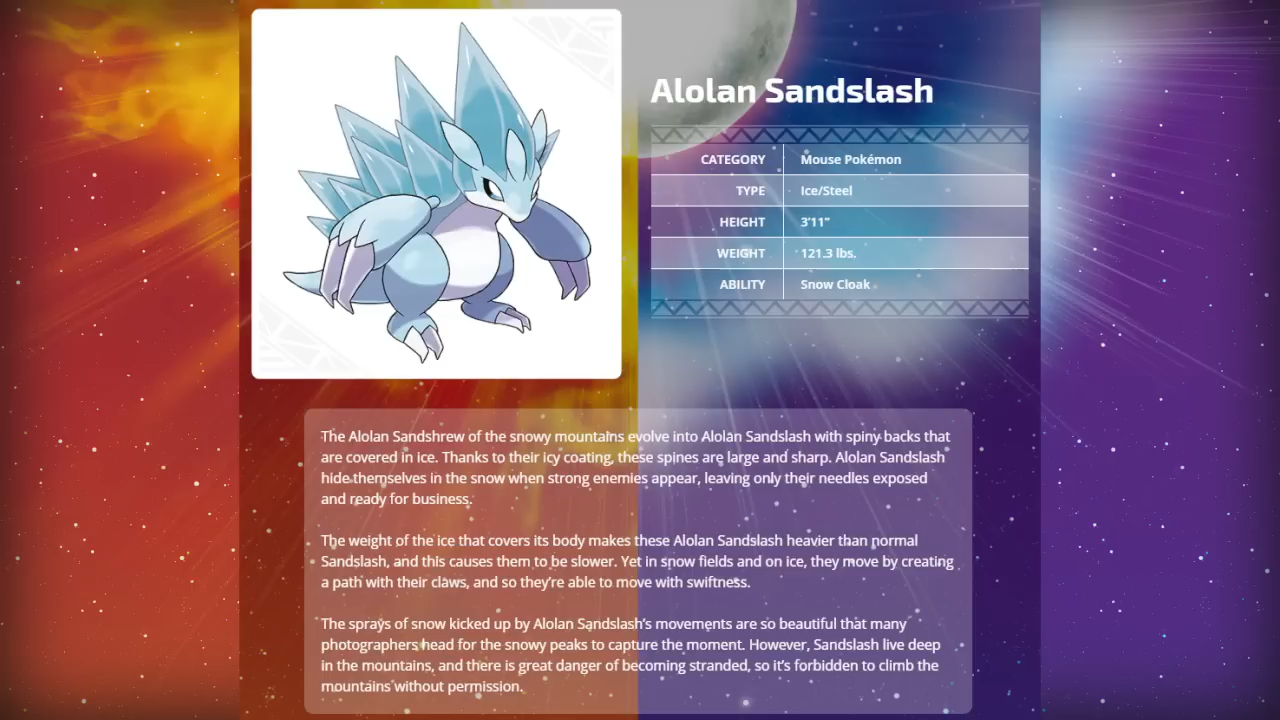 Alolan Sandslash
CATEGORY Mouse Pokémon
TYPE Ice/Steel
HEIGHT 3'11"
WEIGHT 121.3 lbs.
ABILITY Snow Cloak
The Alolan Sandshrew of the snowy mountains evolve into Alolan Sandslash with spiny backs that
are covered in ice. Thanks to their icy coating, these spines are large and sharp. Alolan Sandslash
hide themselves in the snow when strong enemies appear, leaving only their needles exposed
and ready for business.
The weight of the ice that covers its body makes these Alolan Sandslash heavier than normal
Sandslash, and this causes them to be slower. Yet in snow fields and on ice, they move by creating
a path with their claws, and so they’re able to move with swiftness.
The sprays of snow kicked up by Alolan Sandslash’s movements are so beautiful that many
photographers head for the snowy peaks to capture the moment. However, Sandslash live deep
in the mountains, and there is great danger of becoming stranded, so it’s forbidden to climb the
mountains without permission.